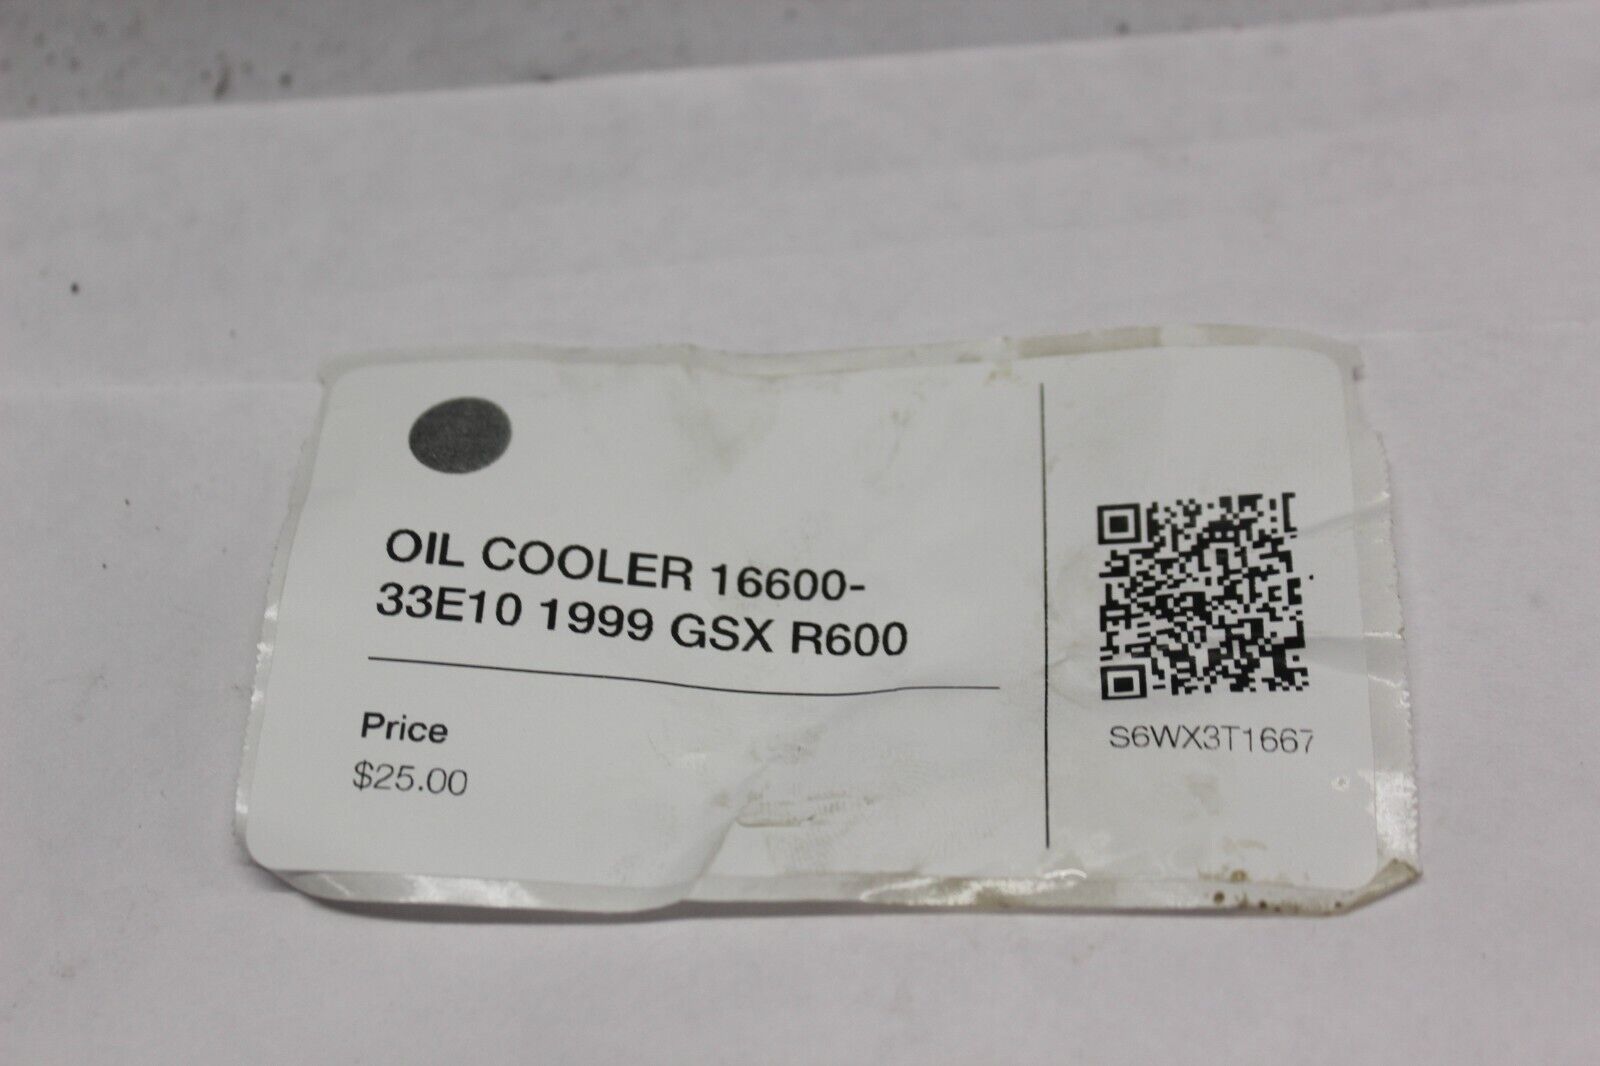 OIL COOLER 16600-
33E10 1999 GSX R600
Price
$25.00
S6WX3T1667